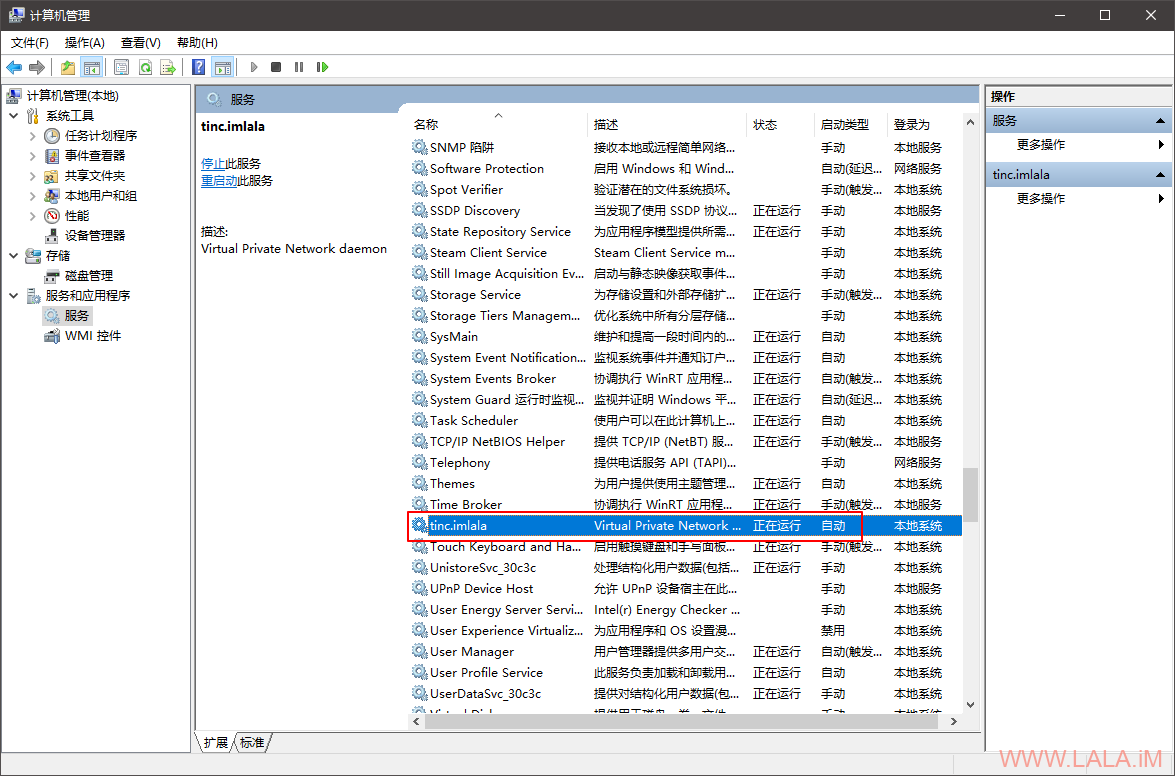 计算机管理
文件(F) 操作(A) 查看(V) 帮助(H)
计算机管理(本地)
系统工具
任务计划程序
事件查看器
共享文件夹
本地用户和组
性能
设备管理器
存储
磁盘管理
服务和应用程序
服务
WMI 控件
服务
tinc.imlala
停止此服务
重启动此服务
描述:
Virtual Private Network daemon
名称 描述 状态 启动类型 登录为
SNMP 陷阱 接收本地或远程简单网络... 手动 本地服务
Software Protection 启用 Windows 和 Wind... 自动(延迟... 网络服务
Spot Verifier 验证潜在的文件系统损坏。 手动(触发... 本地系统
SSDP Discovery 当发现了使用 SSDP 协议... 正在运行 手动 本地服务
State Repository Service 为应用程序模型提供所需... 正在运行 手动 本地系统
Steam Client Service Steam Client Service m... 手动 本地系统
Still Image Acquisition Ev... 启动与静态映像获取事件... 手动 本地系统
Storage Service 为存储设置和外部存储扩... 正在运行 手动(触发... 本地系统
Storage Tiers Managem... 优化系统中所有分层存储... 手动 本地系统
SysMain 维护和提高一段时间内的... 正在运行 自动 本地系统
System Event Notification... 监视系统事件并通知订户... 正在运行 自动 本地系统
System Events Broker 协调执行 WinRT 应用程... 正在运行 自动(触发... 本地系统
System Guard 运行时监视... 监视并证明 Windows 平... 正在运行 自动(延迟... 本地系统
Task Scheduler 使用户可以在此计算机上... 正在运行 自动 本地系统
TCP/IP NetBIOS Helper 提供 TCP/IP (NetBT) 服... 正在运行 手动(触发... 本地服务
Telephony 提供电话服务 API (TAPI)... 手动 网络服务
Themes 为用户提供使用主题管理... 正在运行 自动 本地系统
Time Broker 协调执行 WinRT 应用程... 正在运行 手动(触发... 本地服务
tinc.imlala Virtual Private Network ... 正在运行 自动 本地系统
Touch Keyboard and Ha... 启用触摸键盘和手写面板... 正在运行 手动(触发... 本地系统
UnistoreSvc_30c3c 处理结构化用户数据(包括... 正在运行 手动 本地系统
UPnP Device Host 允许 UPnP 设备宿主在此... 手动 本地服务
User Energy Server Servi... Intel(r) Energy Checker ... 手动 本地系统
User Experience Virtualiz... 为应用程序和 OS 设置漫... 禁用 本地系统
User Manager 用户管理器提供多用户交... 正在运行 自动(触发... 本地系统
User Profile Service 此服务负责加载和卸载用... 正在运行 自动 本地系统
UserDataSvc_30c3c 提供对结构化用户数据(包... 正在运行 手动 本地系统
扩展 标准
操作
服务
更多操作
tinc.imlala
更多操作
WWW.LALA.iM